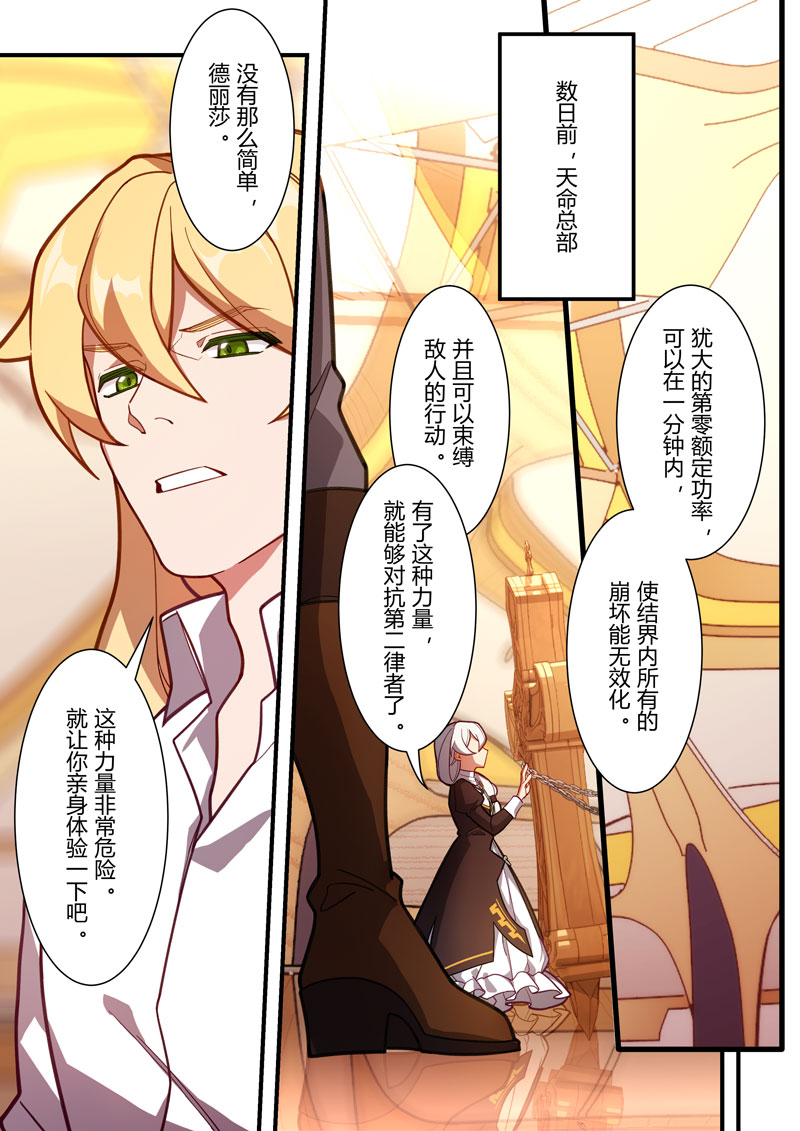 数日前，天命总部
犹大的第零额定功率，
可以在一分钟内，
使结界内所有的
崩坏能无效化。
并且可以束缚
敌人的行动。
有了这种力量，
就能够对抗第二律者了。
没有那么简单，
德丽莎。
这种力量非常危险。
就让你亲身体验一下吧。